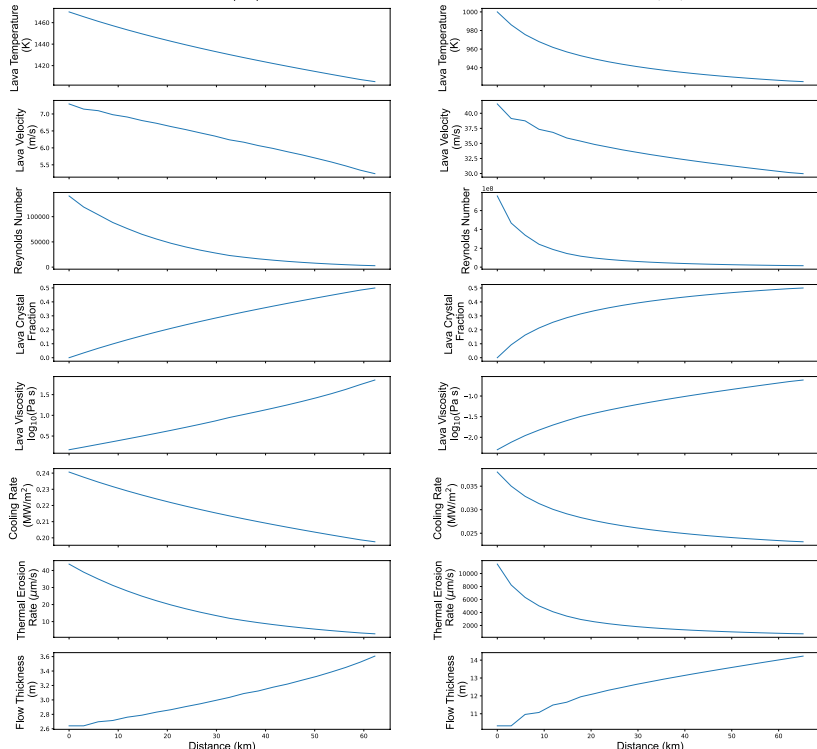 Lava Temperature
(K)
1460
1440
1420
Lava Temperature
(K)
1000
980
960
940
Lava Velocity
(m/s)
7.0
6.5
6.0
5.5
Lava Velocity
(m/s)
40.0
37.5
35.0
32.5
30.0
Reynolds Number
100000
50000
0
Reynolds Number
1e8
6
4
2
0
Lava Crystal
Fraction
0.5
0.4
0.3
0.2
0.1
0.0
Lava Crystal
Fraction
0.5
0.4
0.3
0.2
0.1
0.0
Lava Viscosity
log₁₀(Pa s)
1.5
1.0
0.5
Lava Viscosity
log₁₀(Pa s)
−1.0
−1.5
−2.0
Cooling Rate
(MW/m²)
0.24
0.23
0.22
0.21
0.20
Cooling Rate
(MW/m²)
0.035
0.030
0.025
Thermal Erosion
Rate (μm/s)
40
30
20
10
Thermal Erosion
Rate (μm/s)
10000
8000
6000
4000
2000
Flow Thickness
(m)
3.6
3.4
3.2
3.0
2.8
2.6
0 10 20 30 40 50 60
Distance (km)
Flow Thickness
(m)
14
13
12
11
0 10 20 30 40 50 60
Distance (km)